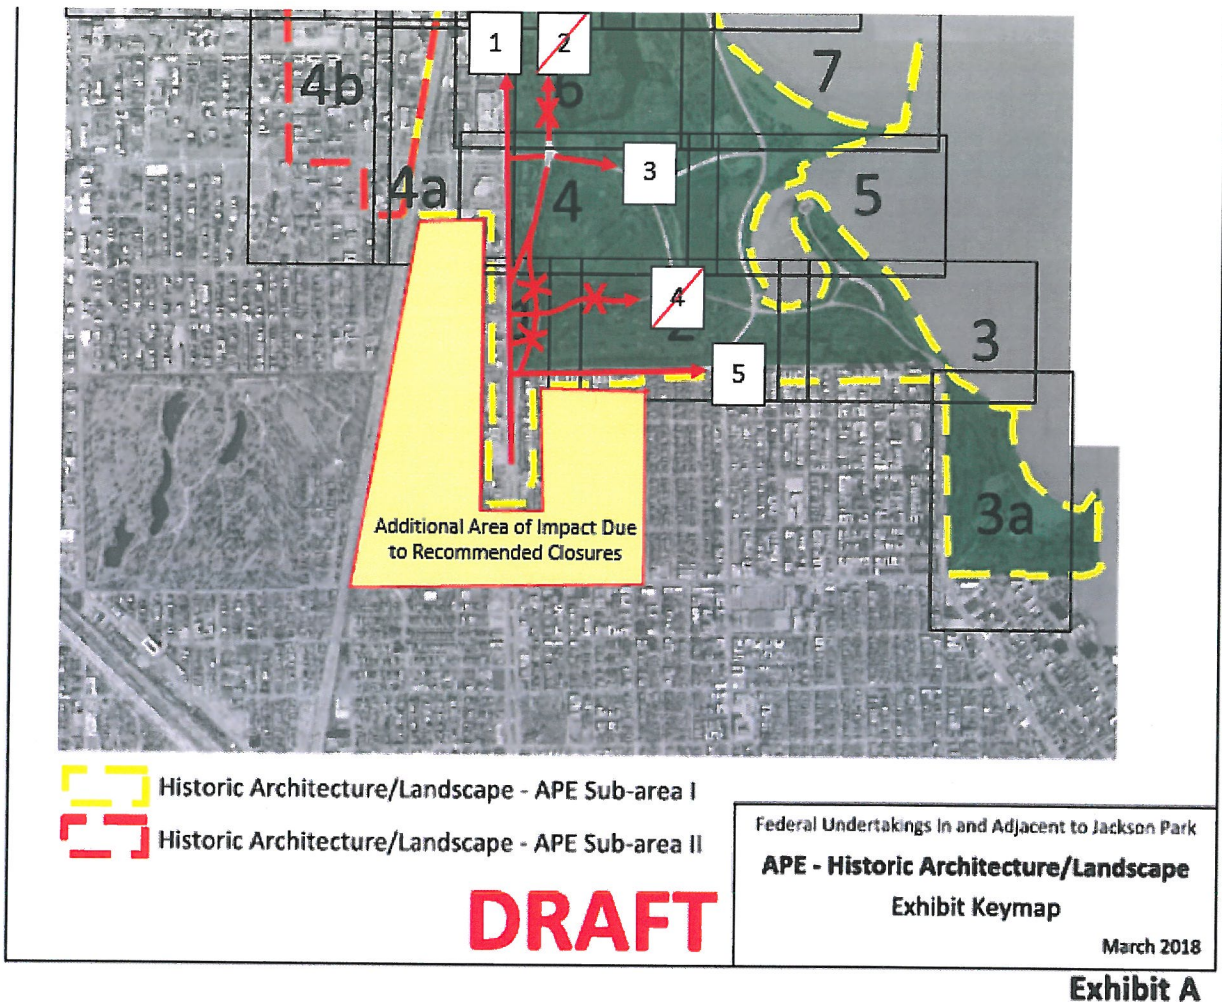 1
2
7
4b
6
3
4a
4
5
4
2
3
5
3a
Additional Area of Impact Due
to Recommended Closures
Historic Architecture/Landscape - APE Sub-area I
Historic Architecture/Landscape - APE Sub-area II
DRAFT
Federal Undertakings In and Adjacent to Jackson Park
APE - Historic Architecture/Landscape
Exhibit Keymap
March 2018
Exhibit A